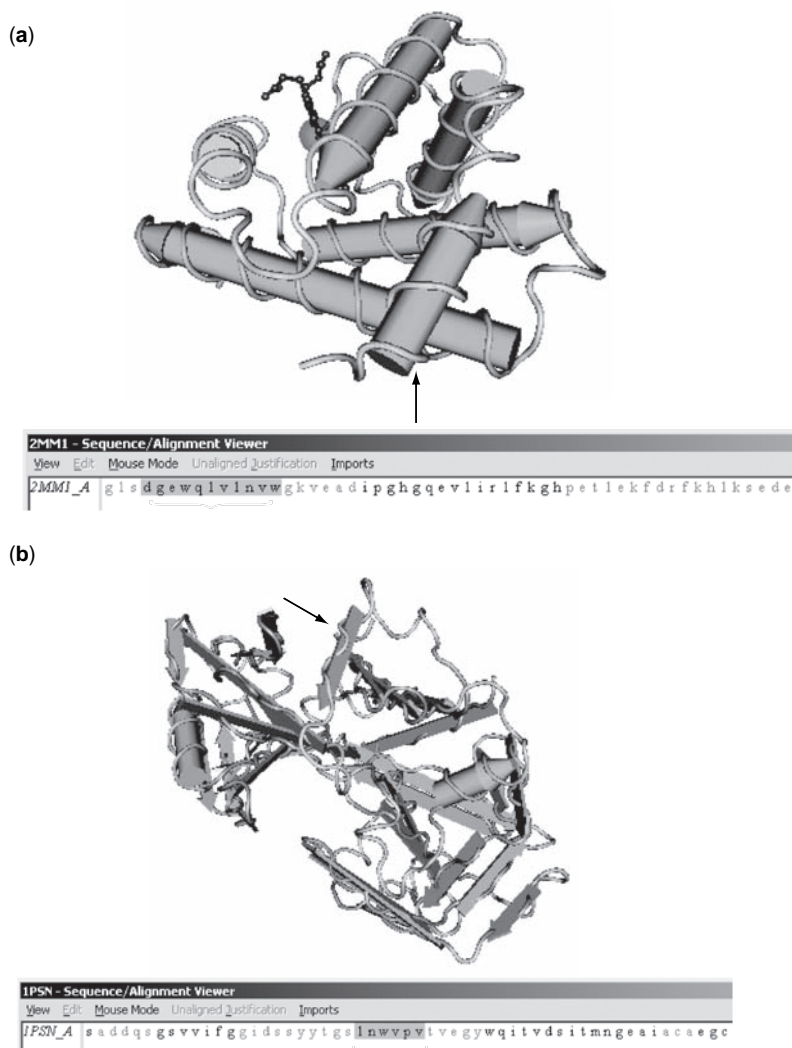 (a)
2MM1 - Sequence/Alignment Viewer
View Edit Mouse Mode Unaligned Justification Imports
2MM1_A g l s d g e w q l v l n v w g k v e a d i p g h g q e v l i r l f k g h p e t l e k f d r f k h l k s e d e
(b)
1PSN - Sequence/Alignment Viewer
View Edit Mouse Mode Unaligned Justification Imports
1PSN_A s a d d q s g s v v i f g g i d s s y y t g s l n w v p v t v e g y w q i t v d s i t m n g e a i a c a e g c